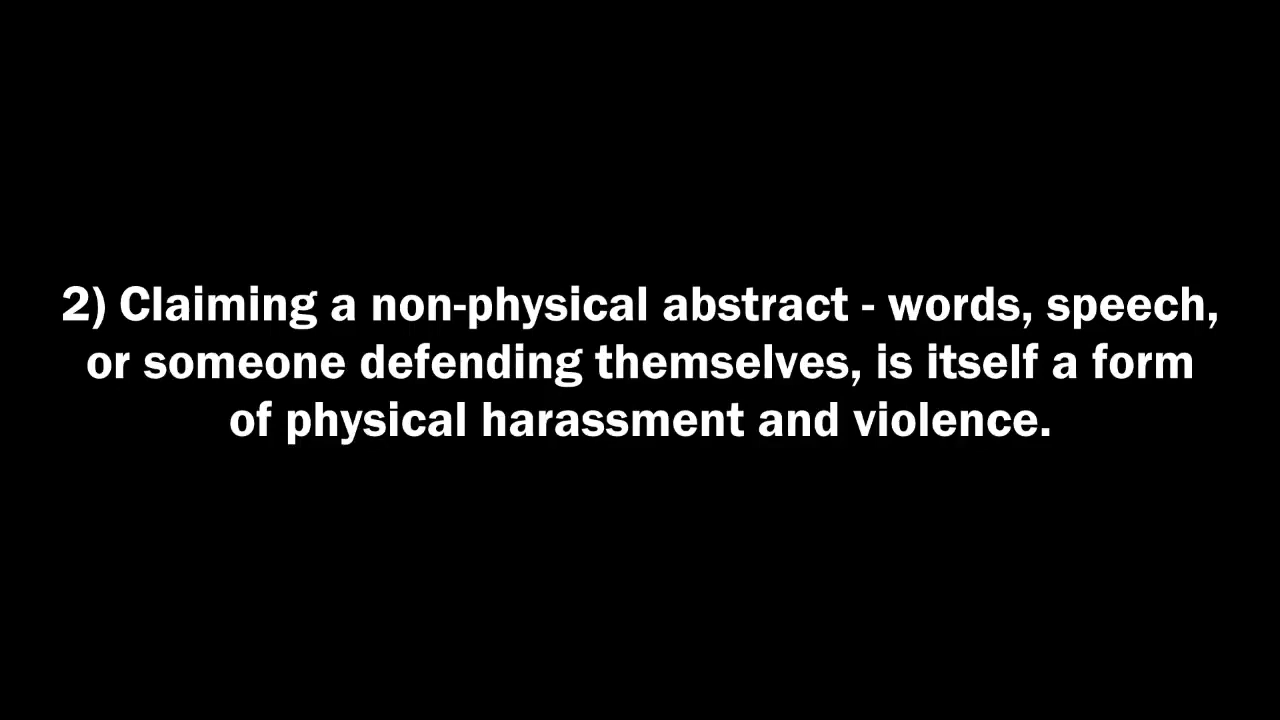 2) Claiming a non-physical abstract - words, speech,
or someone defending themselves, is itself a form
of physical harassment and violence.